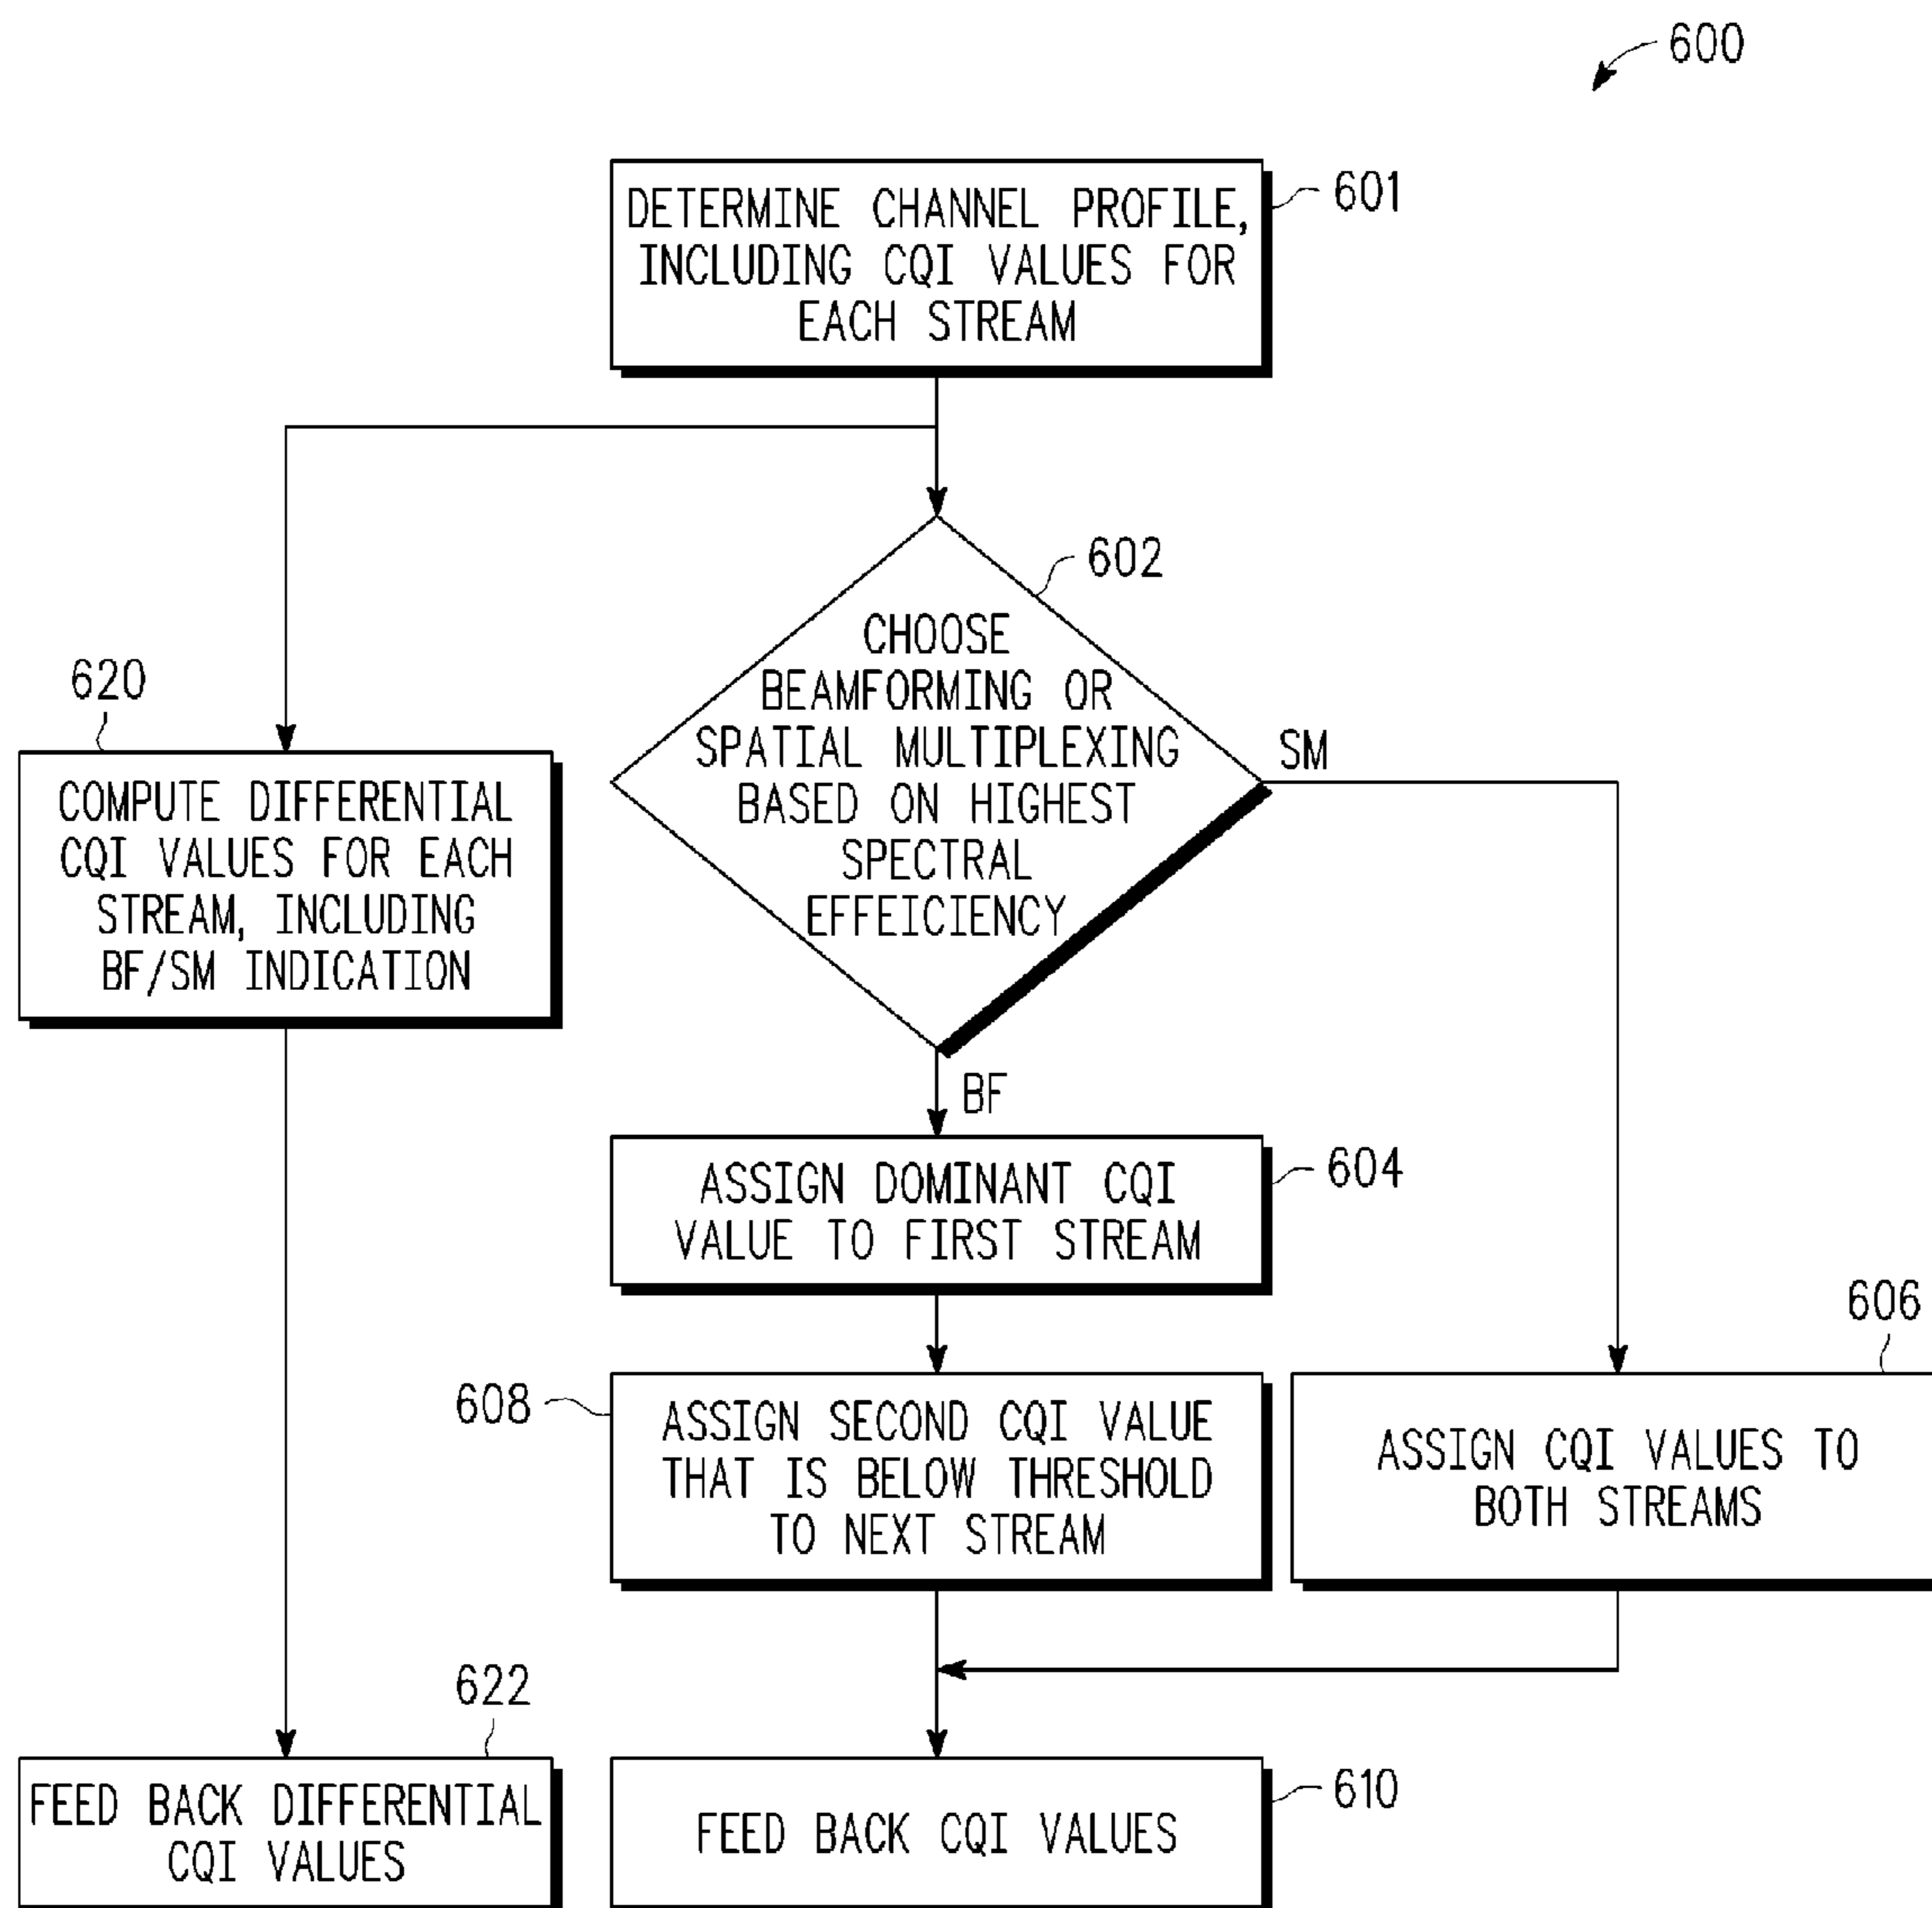 600
DETERMINE CHANNEL PROFILE,
INCLUDING CQI VALUES FOR
EACH STREAM
601
602
CHOOSE
BEAMFORMING OR
SPATIAL MULTIPLEXING
BASED ON HIGHEST
SPECTRAL
EFFEICIENCY
SM
BF
620
COMPUTE DIFFERENTIAL
CQI VALUES FOR EACH
STREAM, INCLUDING
BF/SM INDICATION
ASSIGN DOMINANT CQI
VALUE TO FIRST STREAM
604
606
608
ASSIGN SECOND CQI VALUE
THAT IS BELOW THRESHOLD
TO NEXT STREAM
ASSIGN CQI VALUES TO
BOTH STREAMS
622
FEED BACK DIFFERENTIAL
CQI VALUES
FEED BACK CQI VALUES
610